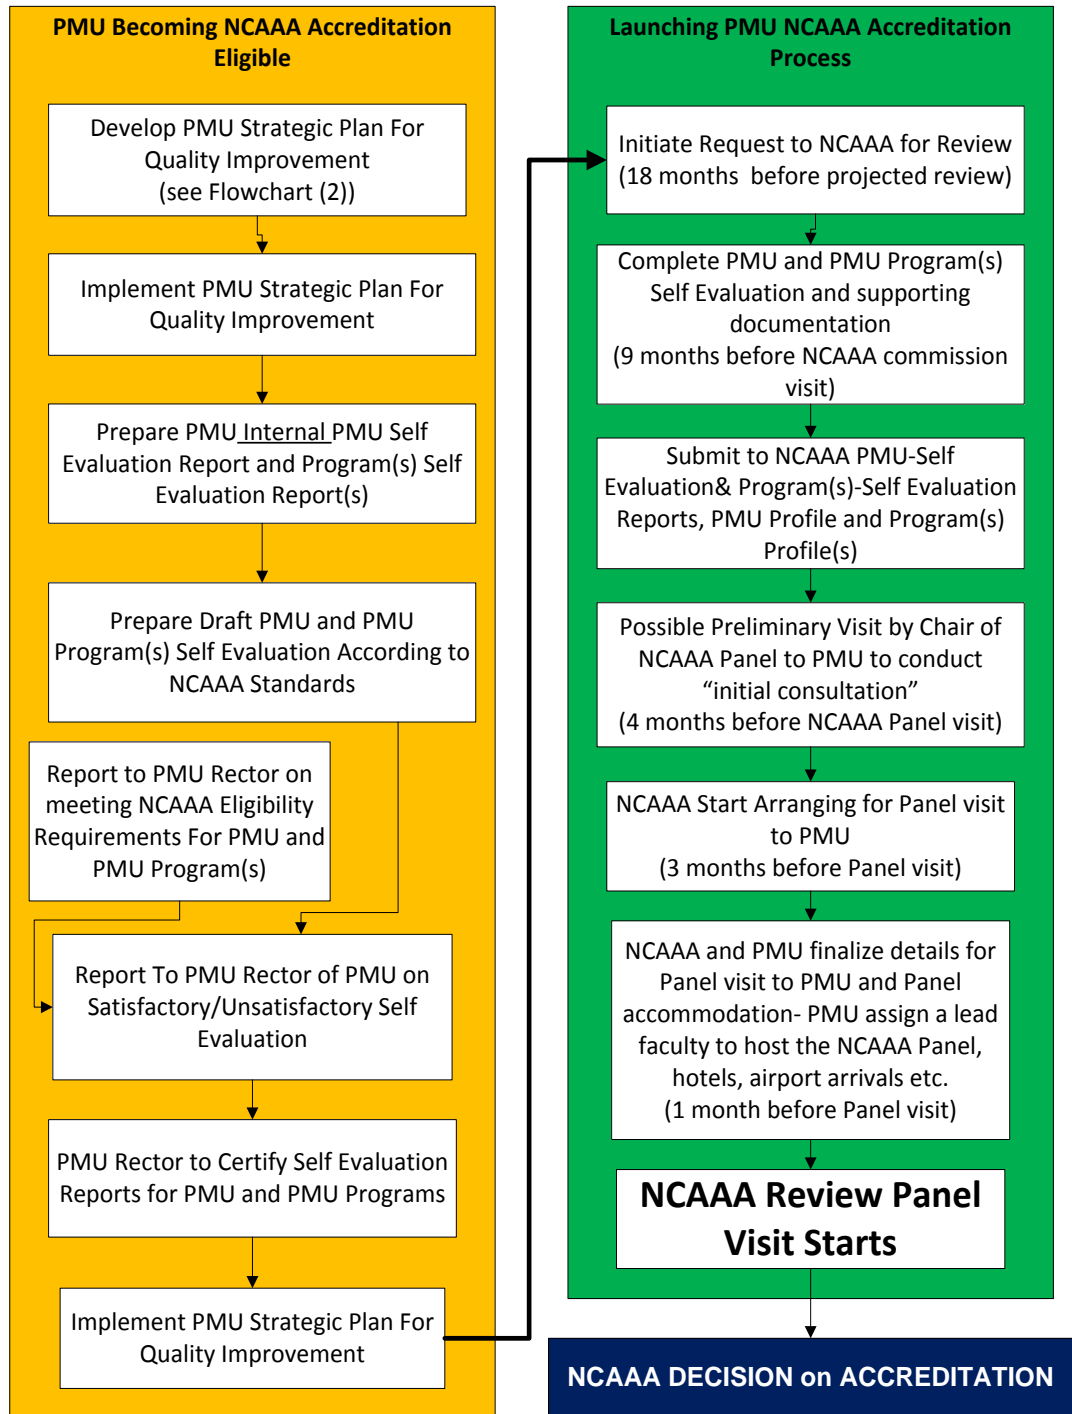 PMU Becoming NCAAA Accreditation
Eligible
Develop PMU Strategic Plan For
Quality Improvement
(see Flowchart (2))
Implement PMU Strategic Plan For
Quality Improvement
Prepare PMU Internal PMU Self
Evaluation Report and Program(s) Self
Evaluation Report(s)
Prepare Draft PMU and PMU
Program(s) Self Evaluation According to
NCAAA Standards
Report to PMU Rector on
meeting NCAAA Eligibility
Requirements For PMU and
PMU Program(s)
Report To PMU Rector of PMU on
Satisfactory/Unsatisfactory Self
Evaluation
PMU Rector to Certify Self Evaluation
Reports for PMU and PMU Programs
Implement PMU Strategic Plan For
Quality Improvement
Launching PMU NCAAA Accreditation
Process
Initiate Request to NCAAA for Review
(18 months before projected review)
Complete PMU and PMU Program(s)
Self Evaluation and supporting
documentation
(9 months before NCAAA commission
visit)
Submit to NCAAA PMU-Self
Evaluation& Program(s)-Self Evaluation
Reports, PMU Profile and Program(s)
Profile(s)
Possible Preliminary Visit by Chair of
NCAAA Panel to PMU to conduct
“initial consultation”
(4 months before NCAAA Panel visit)
NCAAA Start Arranging for Panel visit
to PMU
(3 months before Panel visit)
NCAAA and PMU finalize details for
Panel visit to PMU and Panel
accommodation- PMU assign a lead
faculty to host the NCAAA Panel,
hotels, airport arrivals etc.
(1 month before Panel visit)
NCAAA Review Panel
Visit Starts
NCAAA DECISION on ACCREDITATION